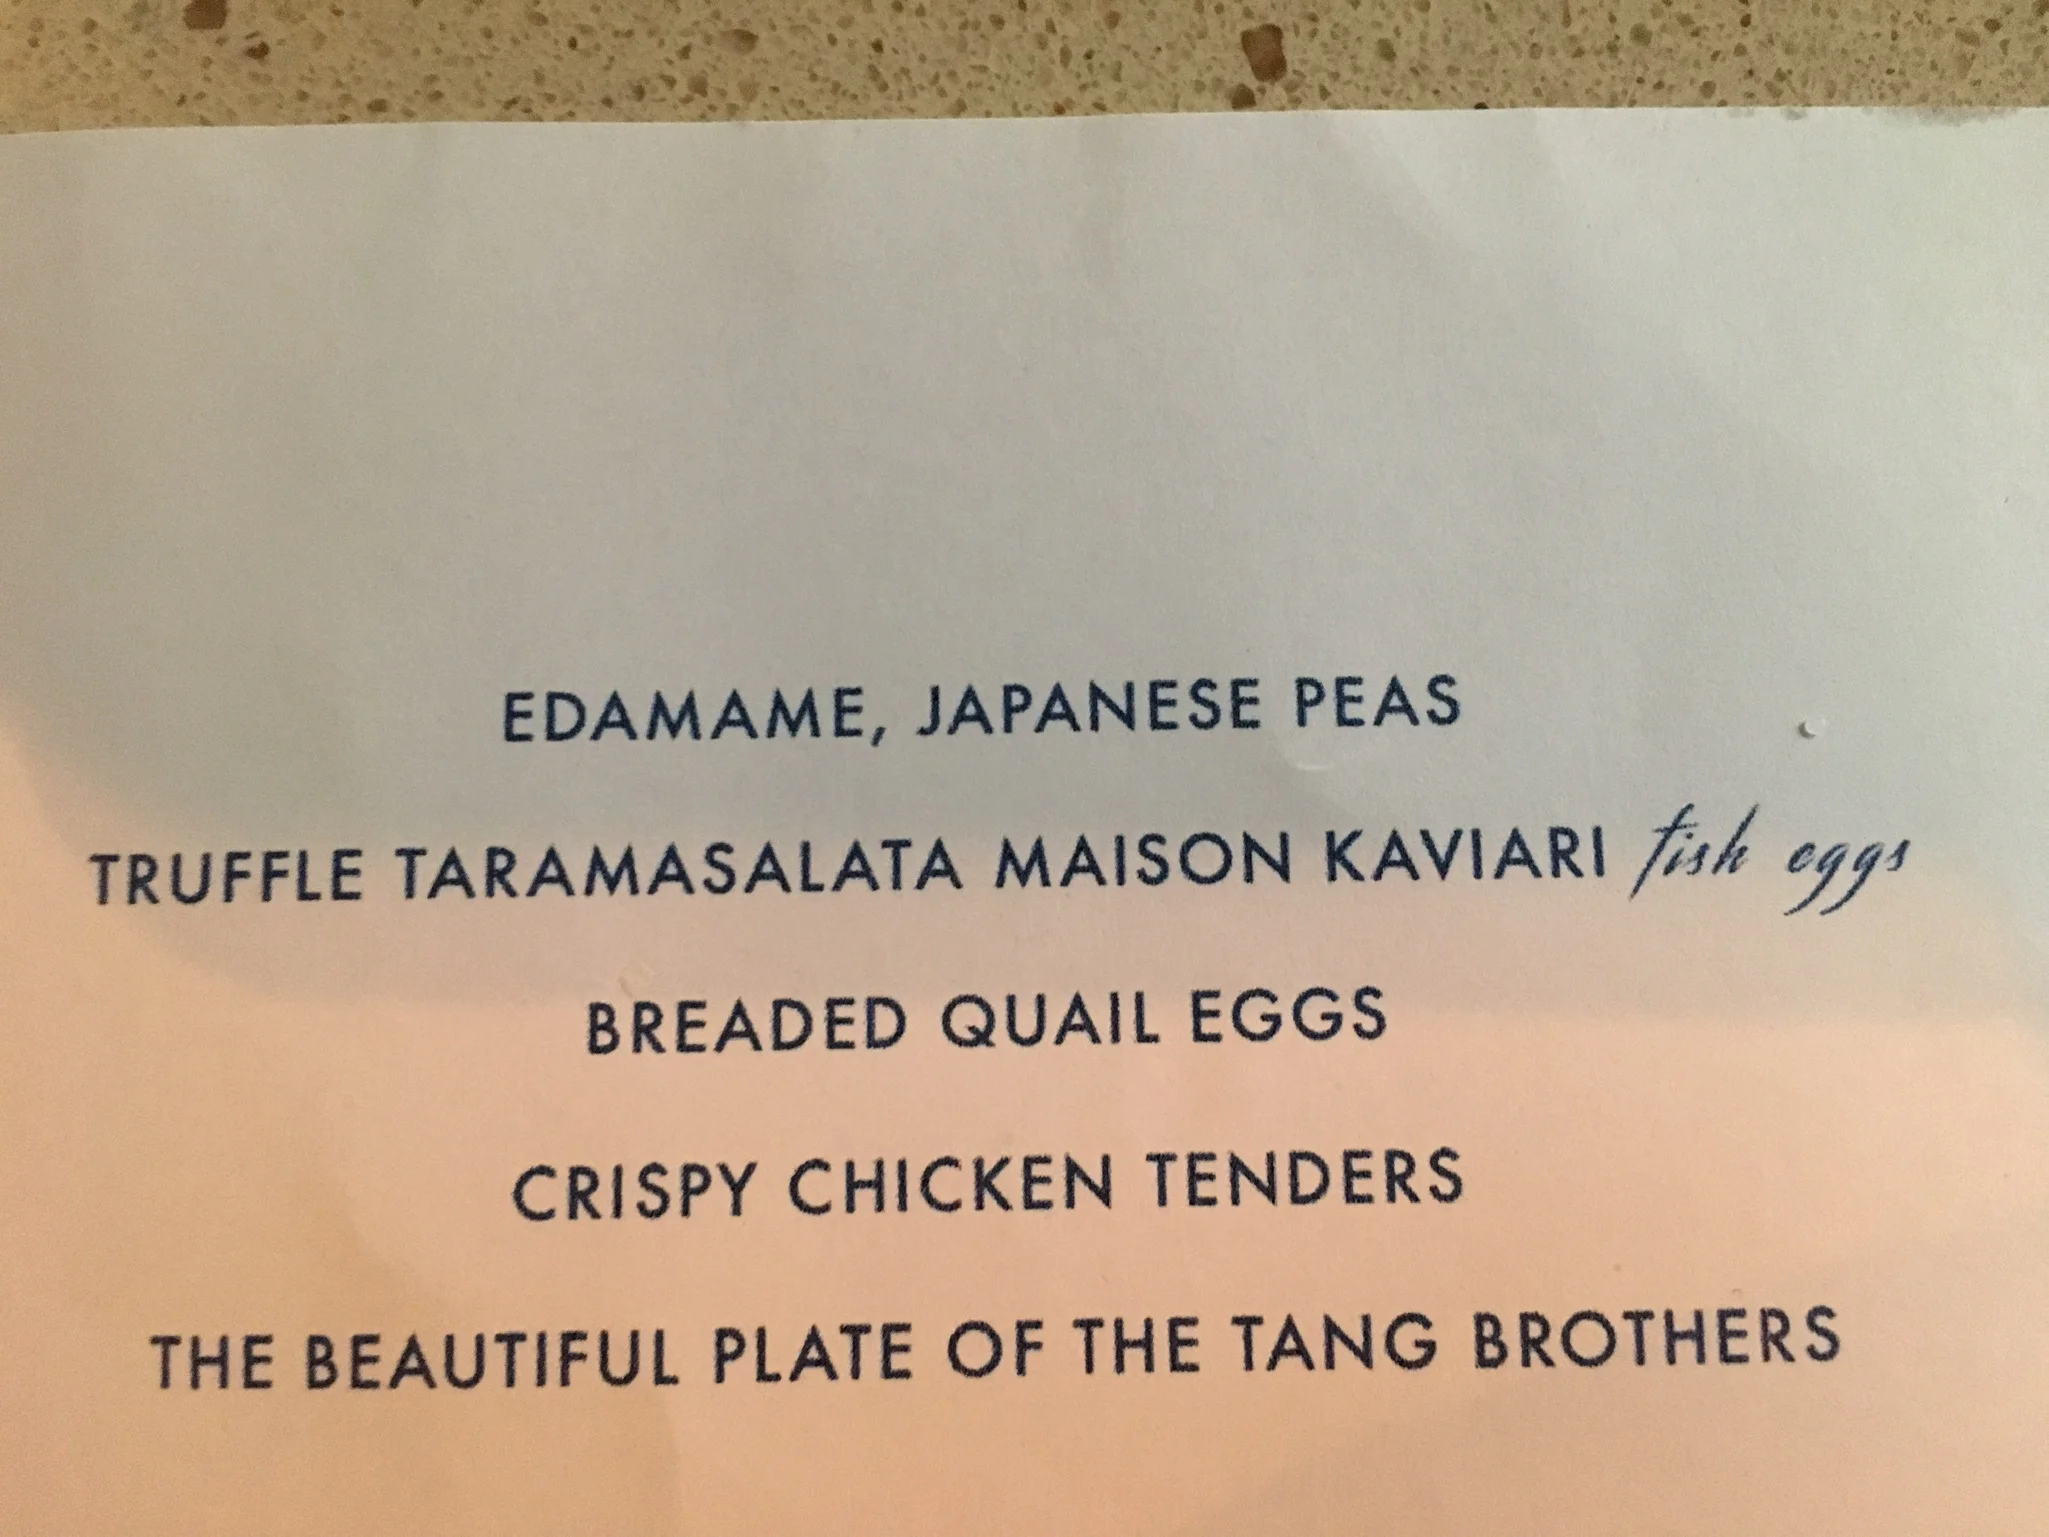 EDAMAME, JAPANESE PEAS
TRUFFLE TARAMASALATA MAISON KAVIARI fish eggs
BREADED QUAIL EGGS
CRISPY CHICKEN TENDERS
THE BEAUTIFUL PLATE OF THE TANG BROTHERS